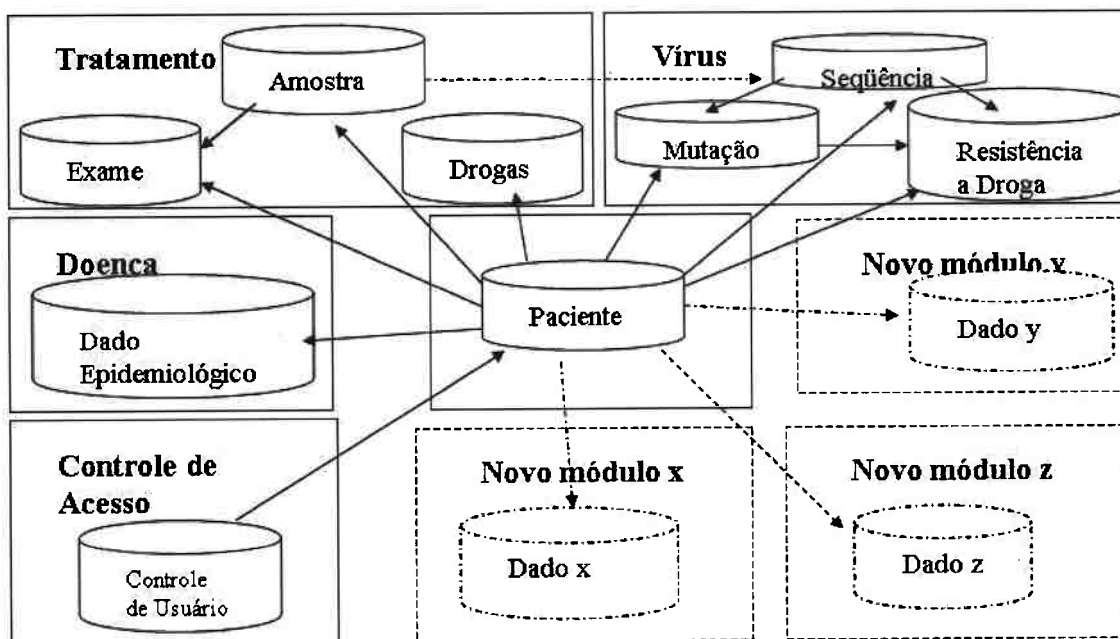 Tratamento
Amostra
Exame
Drogas
Vírus
Seqüência
Mutação
Resistência
a Droga
Doenca
Dado
Epidemiológico
Paciente
Novo módulo y
Dado y
Controle de
Acesso
Controle
de Usuário
Novo módulo x
Dado x
Novo módulo z
Dado z